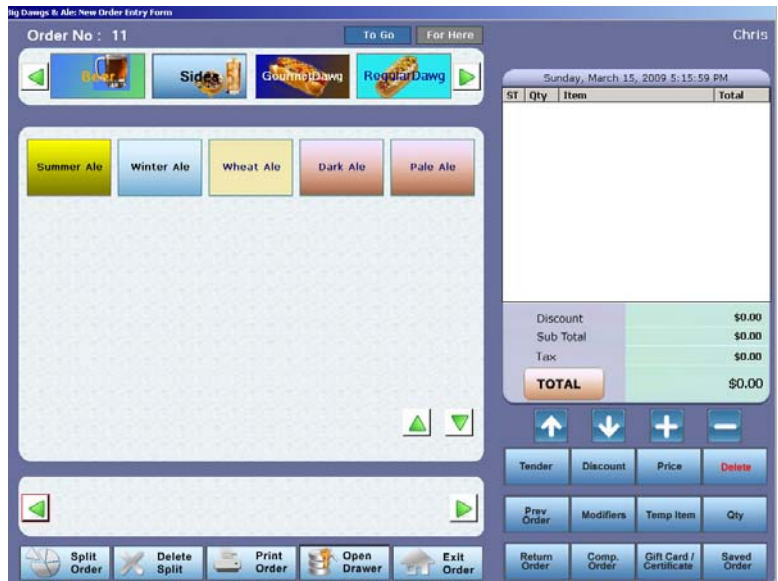 Big Dawgs & Ale: New Order Entry Form
Order No : 11
To Go
For Here
Chris
Beer
Sides
GourmetDawg
RegularDawg
Sunday, March 15, 2009 5:15:59 PM
ST Qty Item Total
Summer Ale
Winter Ale
Wheat Ale
Dark Ale
Pale Ale
Discount $0.00
Sub Total $0.00
Tax $0.00
TOTAL $0.00
Tender
Discount
Price
Delete
Prev
Order
Modifiers
Temp Item
Qty
Split
Order
Delete
Split
Print
Order
Open
Drawer
Exit
Order
Return
Order
Comp.
Order
Gift Card /
Certificate
Saved
Order